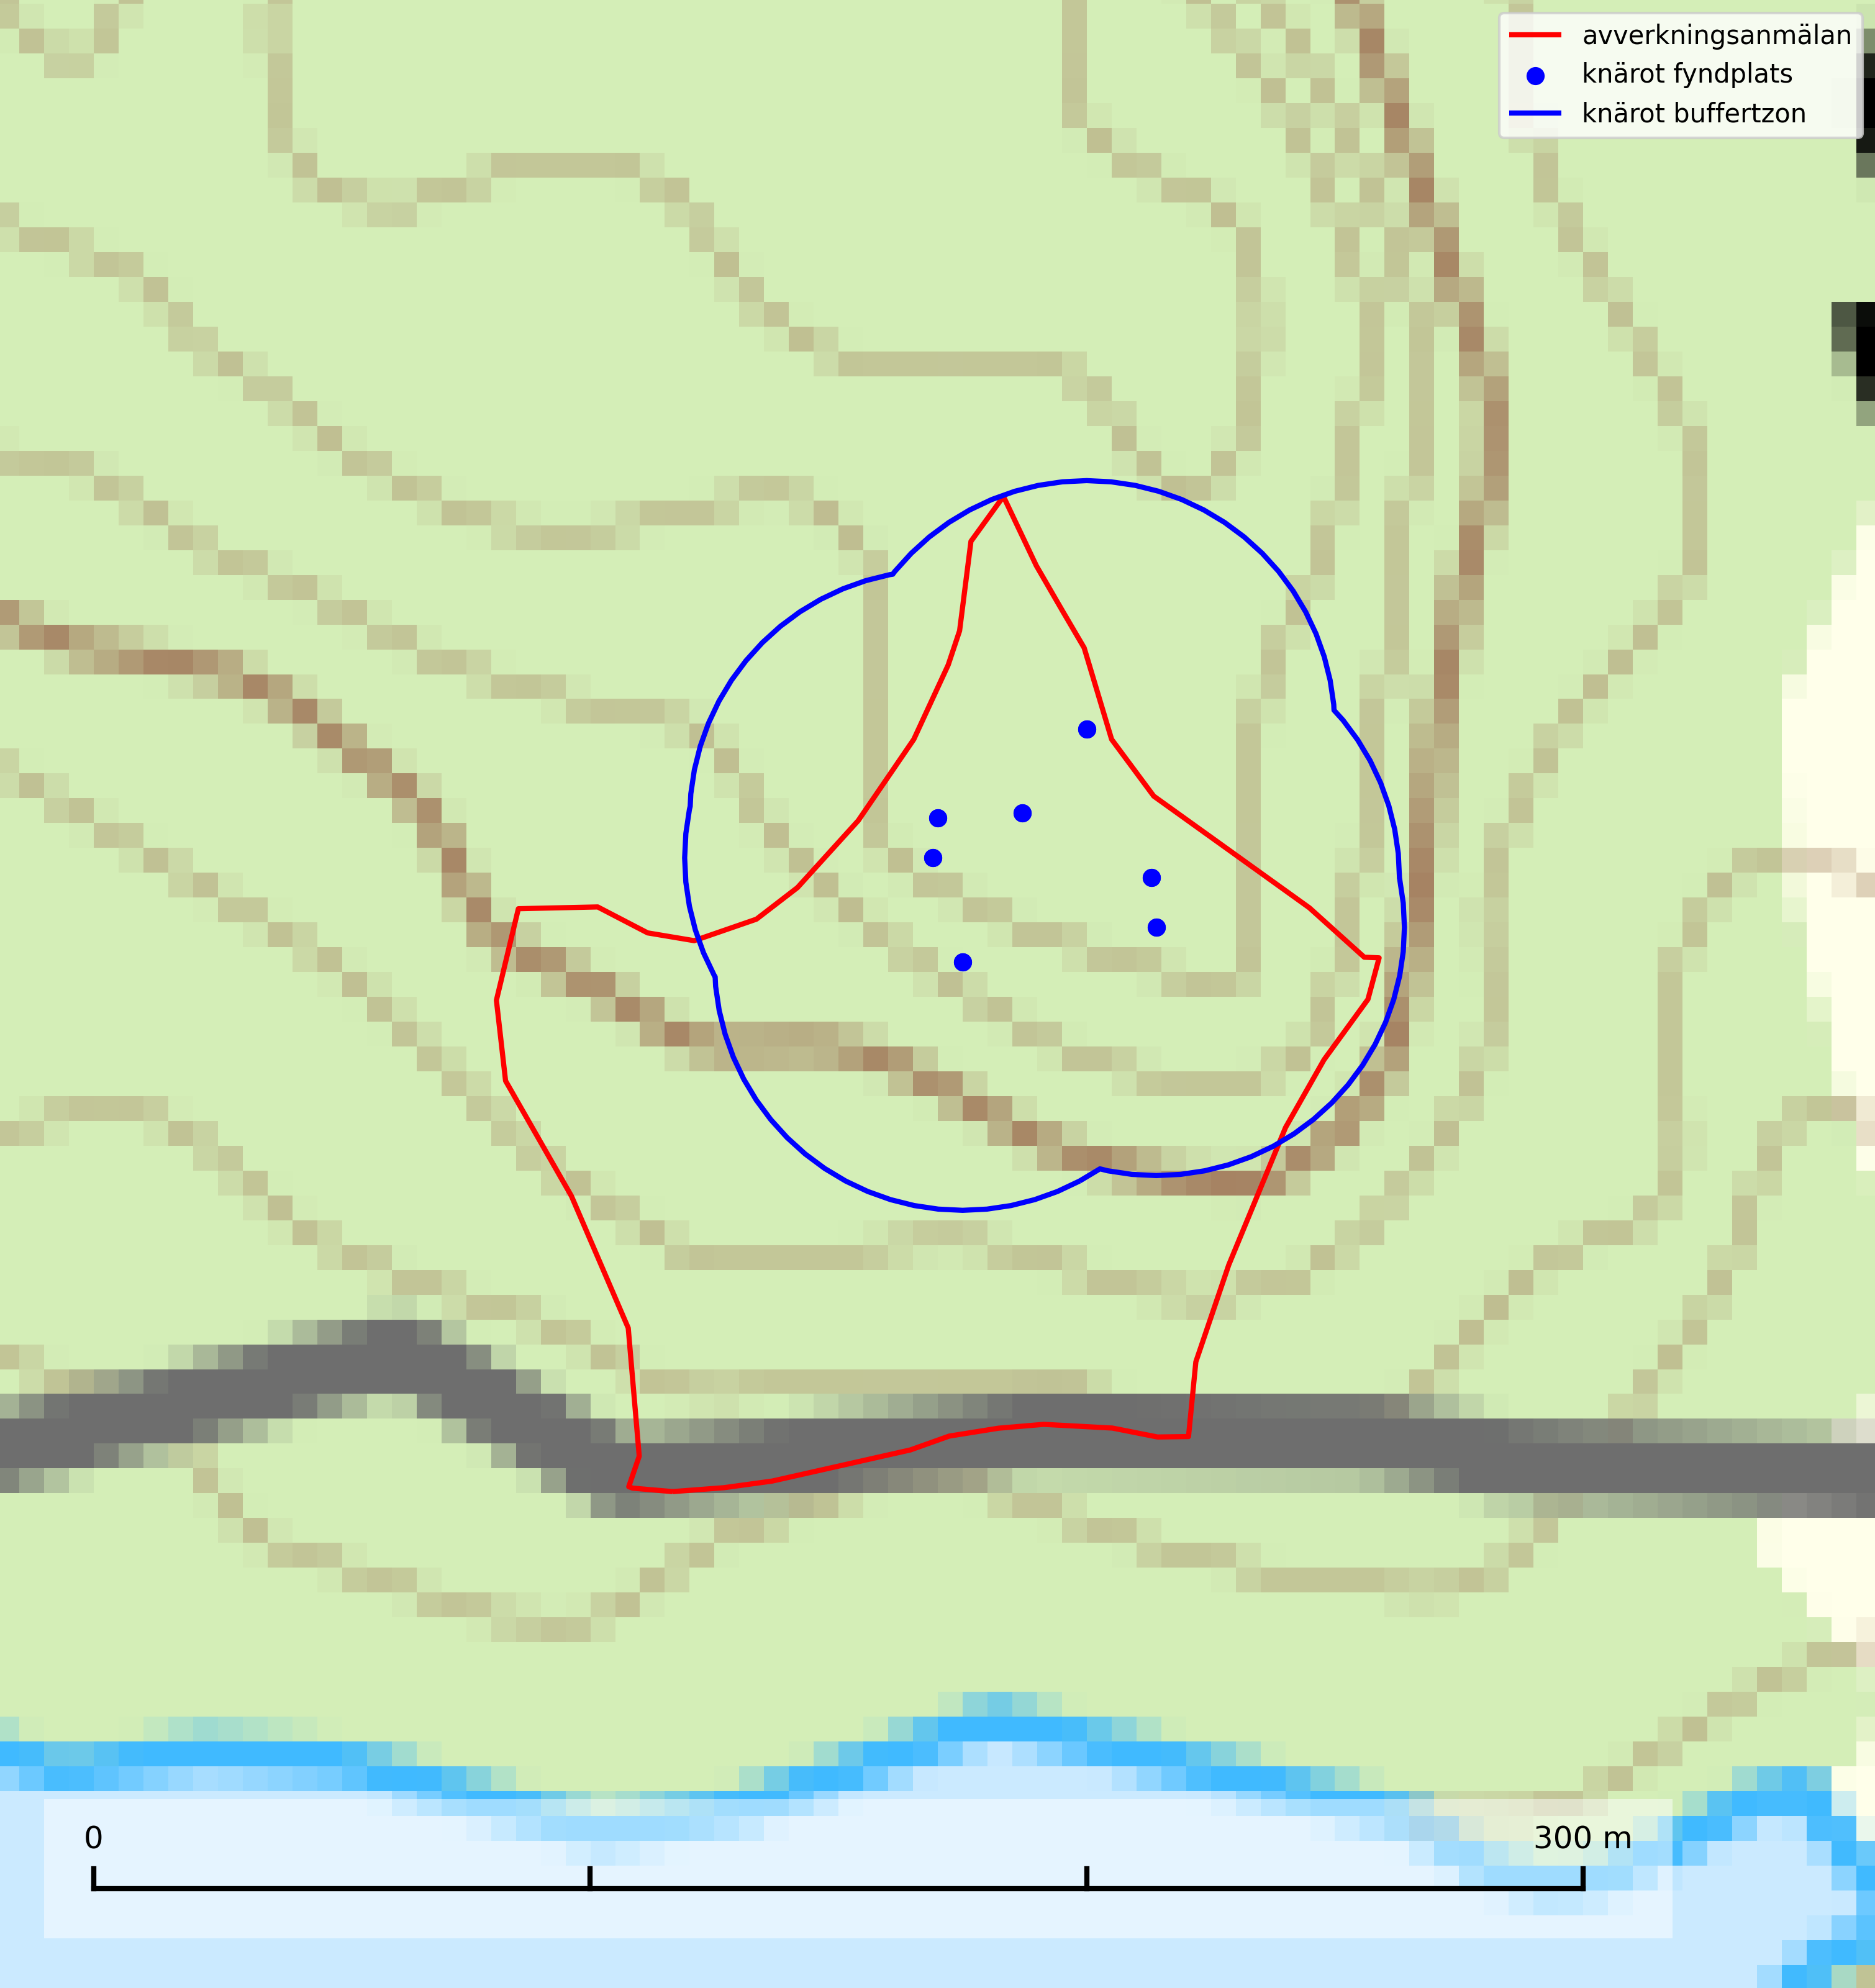 avverkningsanmälan
knärot fyndplats
knärot buffertzon
0 300 m